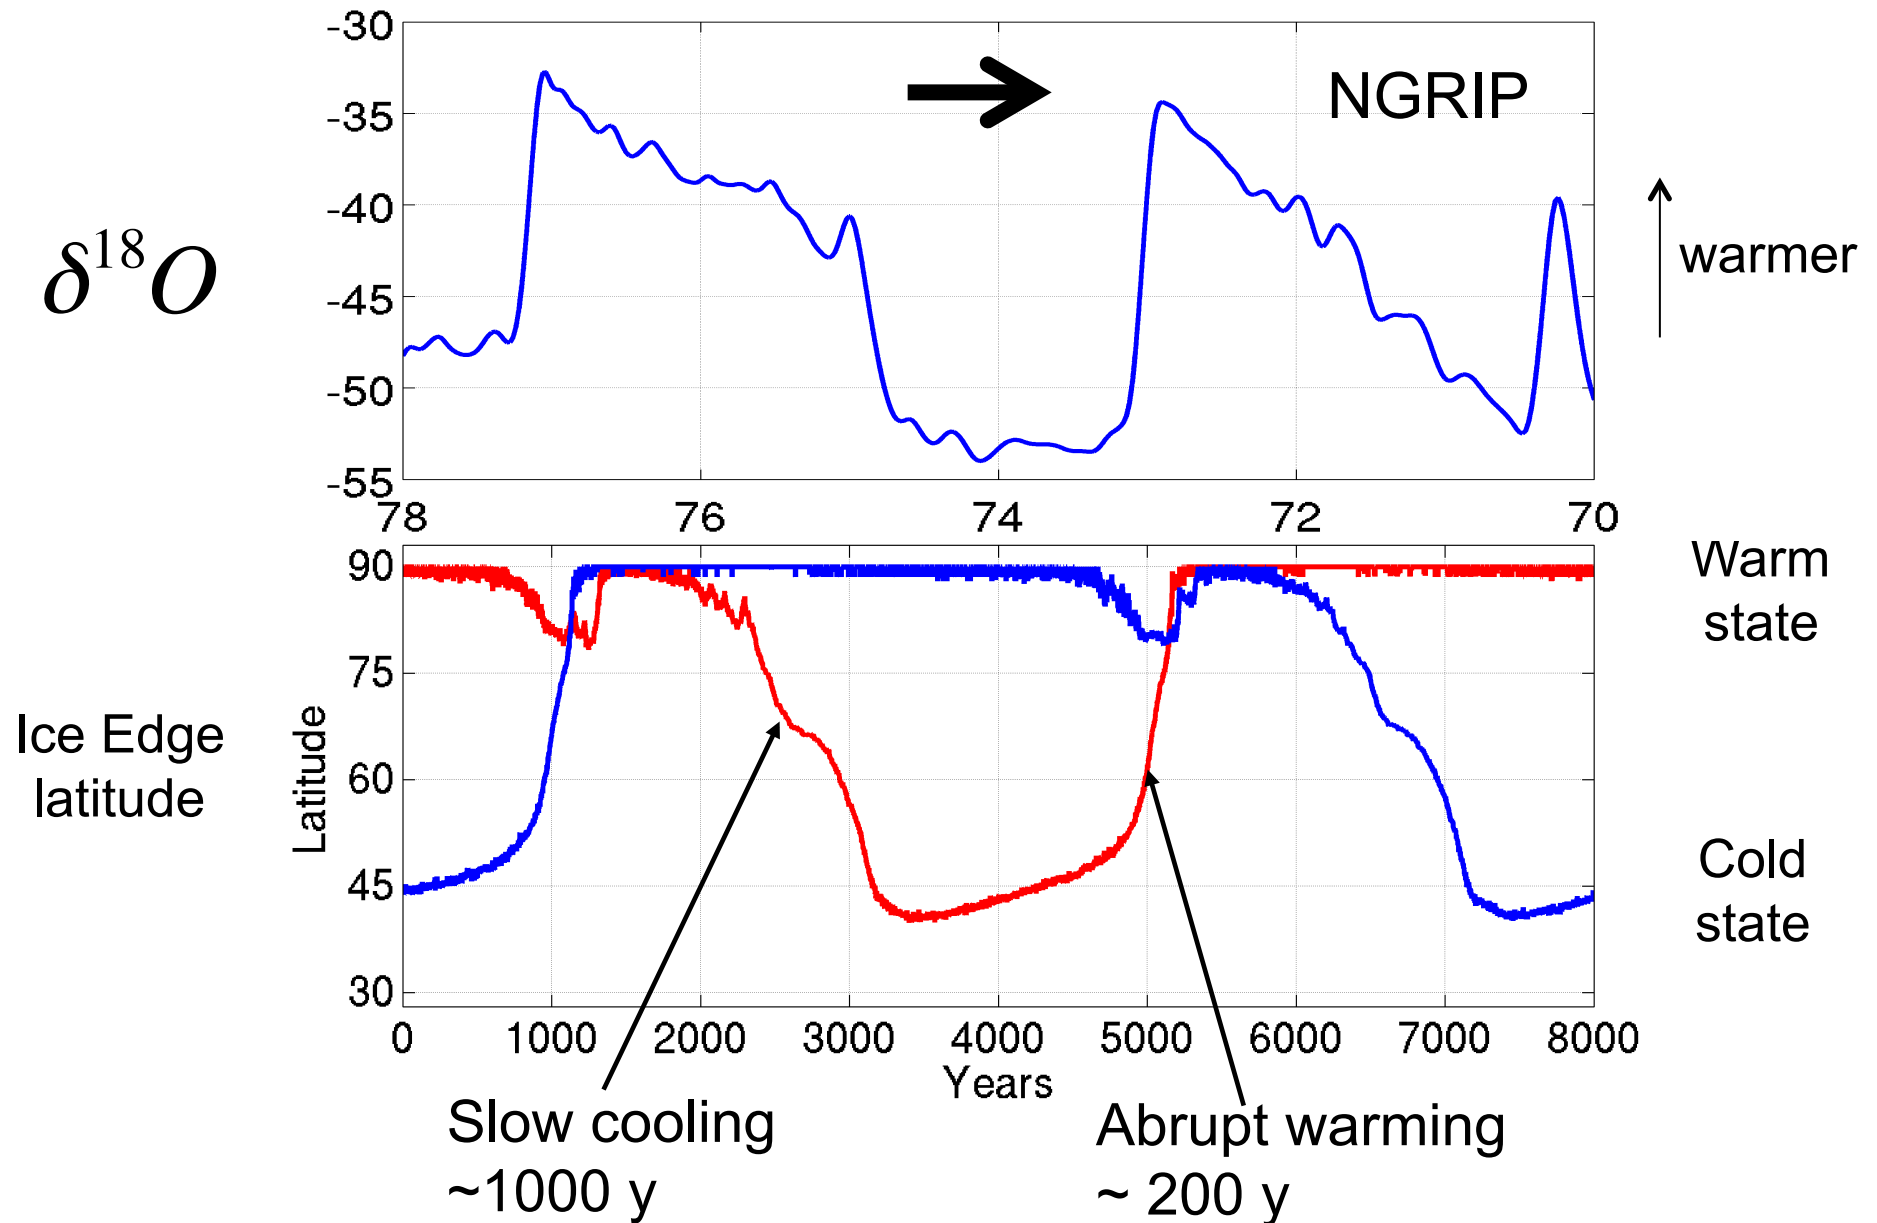 -30
-35
-40
-45
-50
-55
NGRIP
δ¹⁸O
warmer
78 76 74 72 70
90
75
60
45
30
Latitude
Ice Edge
latitude
Warm
state
Cold
state
0 1000 2000 3000 4000 5000 6000 7000 8000
Years
Slow cooling
~1000 y
Abrupt warming
~ 200 y